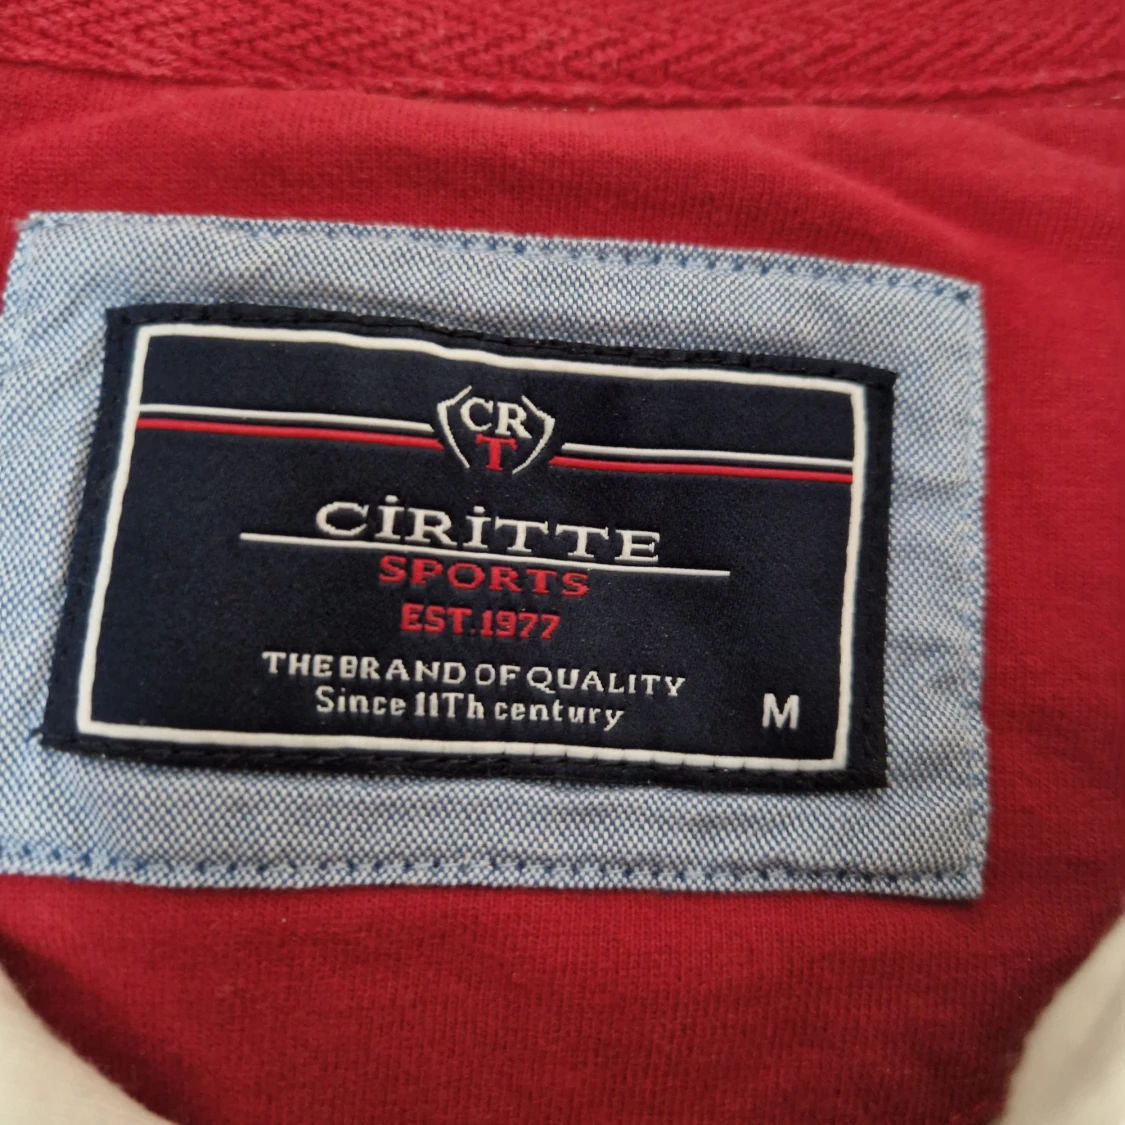 CR
T
CİRİTTE
SPORTS
EST.1977
THE BRAND OF QUALITY
Since 11Th century
M